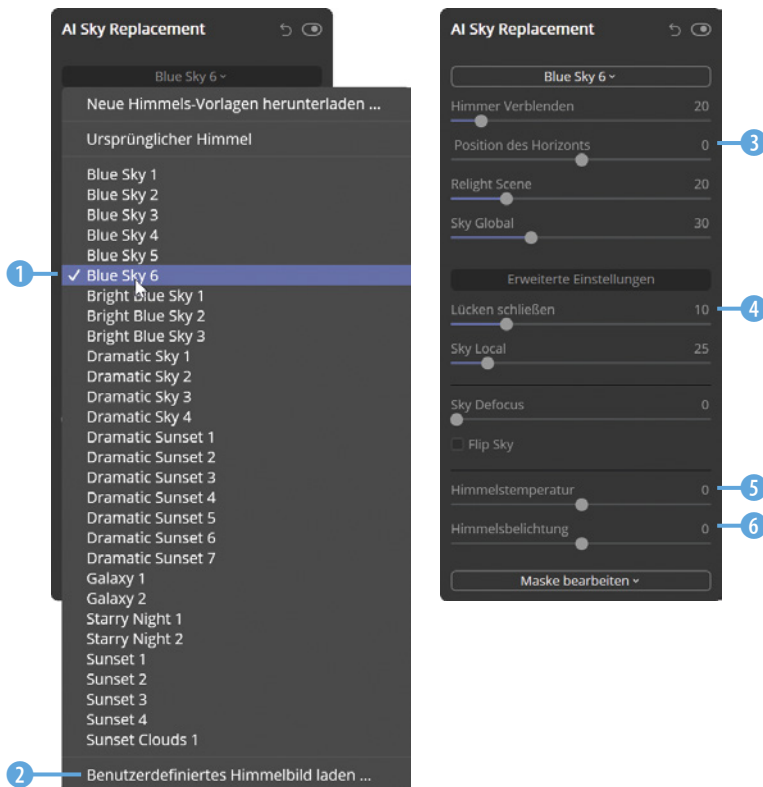 AI Sky Replacement
Blue Sky 6
Neue Himmels-Vorlagen herunterladen ...
Ursprünglicher Himmel
Blue Sky 1
Blue Sky 2
Blue Sky 3
Blue Sky 4
Blue Sky 5
1
✓ Blue Sky 6
Bright Blue Sky 1
Bright Blue Sky 2
Bright Blue Sky 3
Dramatic Sky 1
Dramatic Sky 2
Dramatic Sky 3
Dramatic Sky 4
Dramatic Sunset 1
Dramatic Sunset 2
Dramatic Sunset 3
Dramatic Sunset 4
Dramatic Sunset 5
Dramatic Sunset 6
Dramatic Sunset 7
Galaxy 1
Galaxy 2
Starry Night 1
Starry Night 2
Sunset 1
Sunset 2
Sunset 3
Sunset 4
Sunset Clouds 1
2 Benutzerdefiniertes Himmelbild laden ...
AI Sky Replacement
Blue Sky 6
Himmer Verblenden 20
Position des Horizonts 0 3
Relight Scene 20
Sky Global 30
Erweiterte Einstellungen
Lücken schließen 10 4
Sky Local 25
Sky Defocus 0
Flip Sky
Himmelstemperatur 0 5
Himmelsbelichtung 0 6
Maske bearbeiten